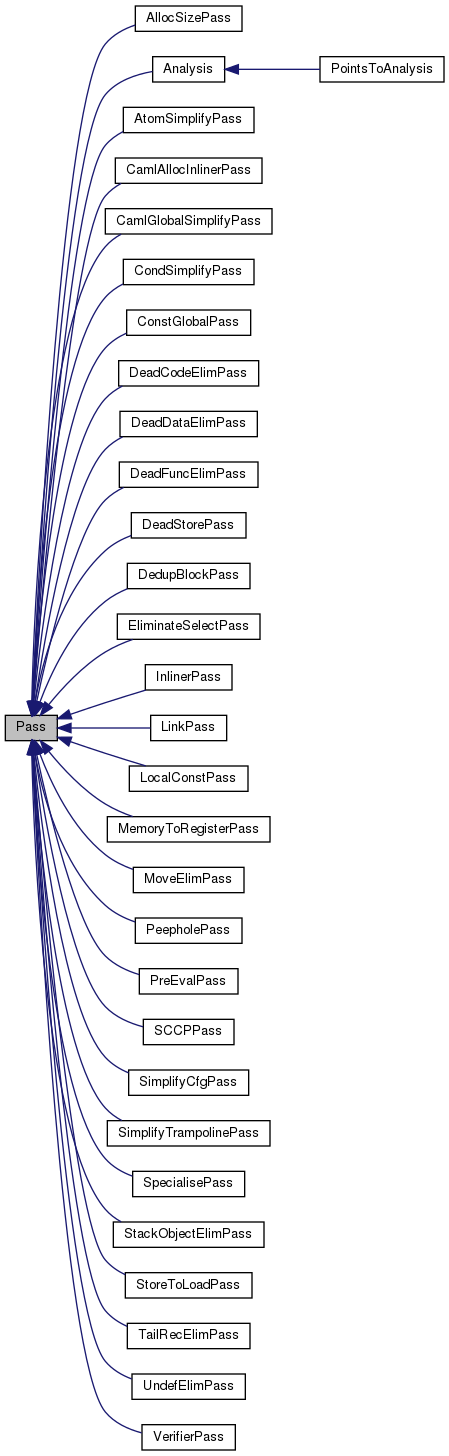 AllocSizePass
Analysis
PointsToAnalysis
AtomSimplifyPass
CamlAllocInlinerPass
CamlGlobalSimplifyPass
CondSimplifyPass
ConstGlobalPass
DeadCodeElimPass
DeadDataElimPass
DeadFuncElimPass
DeadStorePass
DedupBlockPass
EliminateSelectPass
InlinerPass
Pass
LinkPass
LocalConstPass
MemoryToRegisterPass
MoveElimPass
PeepholePass
PreEvalPass
SCCPPass
SimplifyCfgPass
SimplifyTrampolinePass
SpecialisePass
StackObjectElimPass
StoreToLoadPass
TailRecElimPass
UndefElimPass
VerifierPass